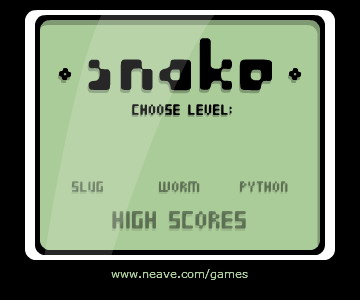 snake
CHOOSE LEVEL:
SLUG WORM PYTHON
HIGH SCORES
www.neave.com/games